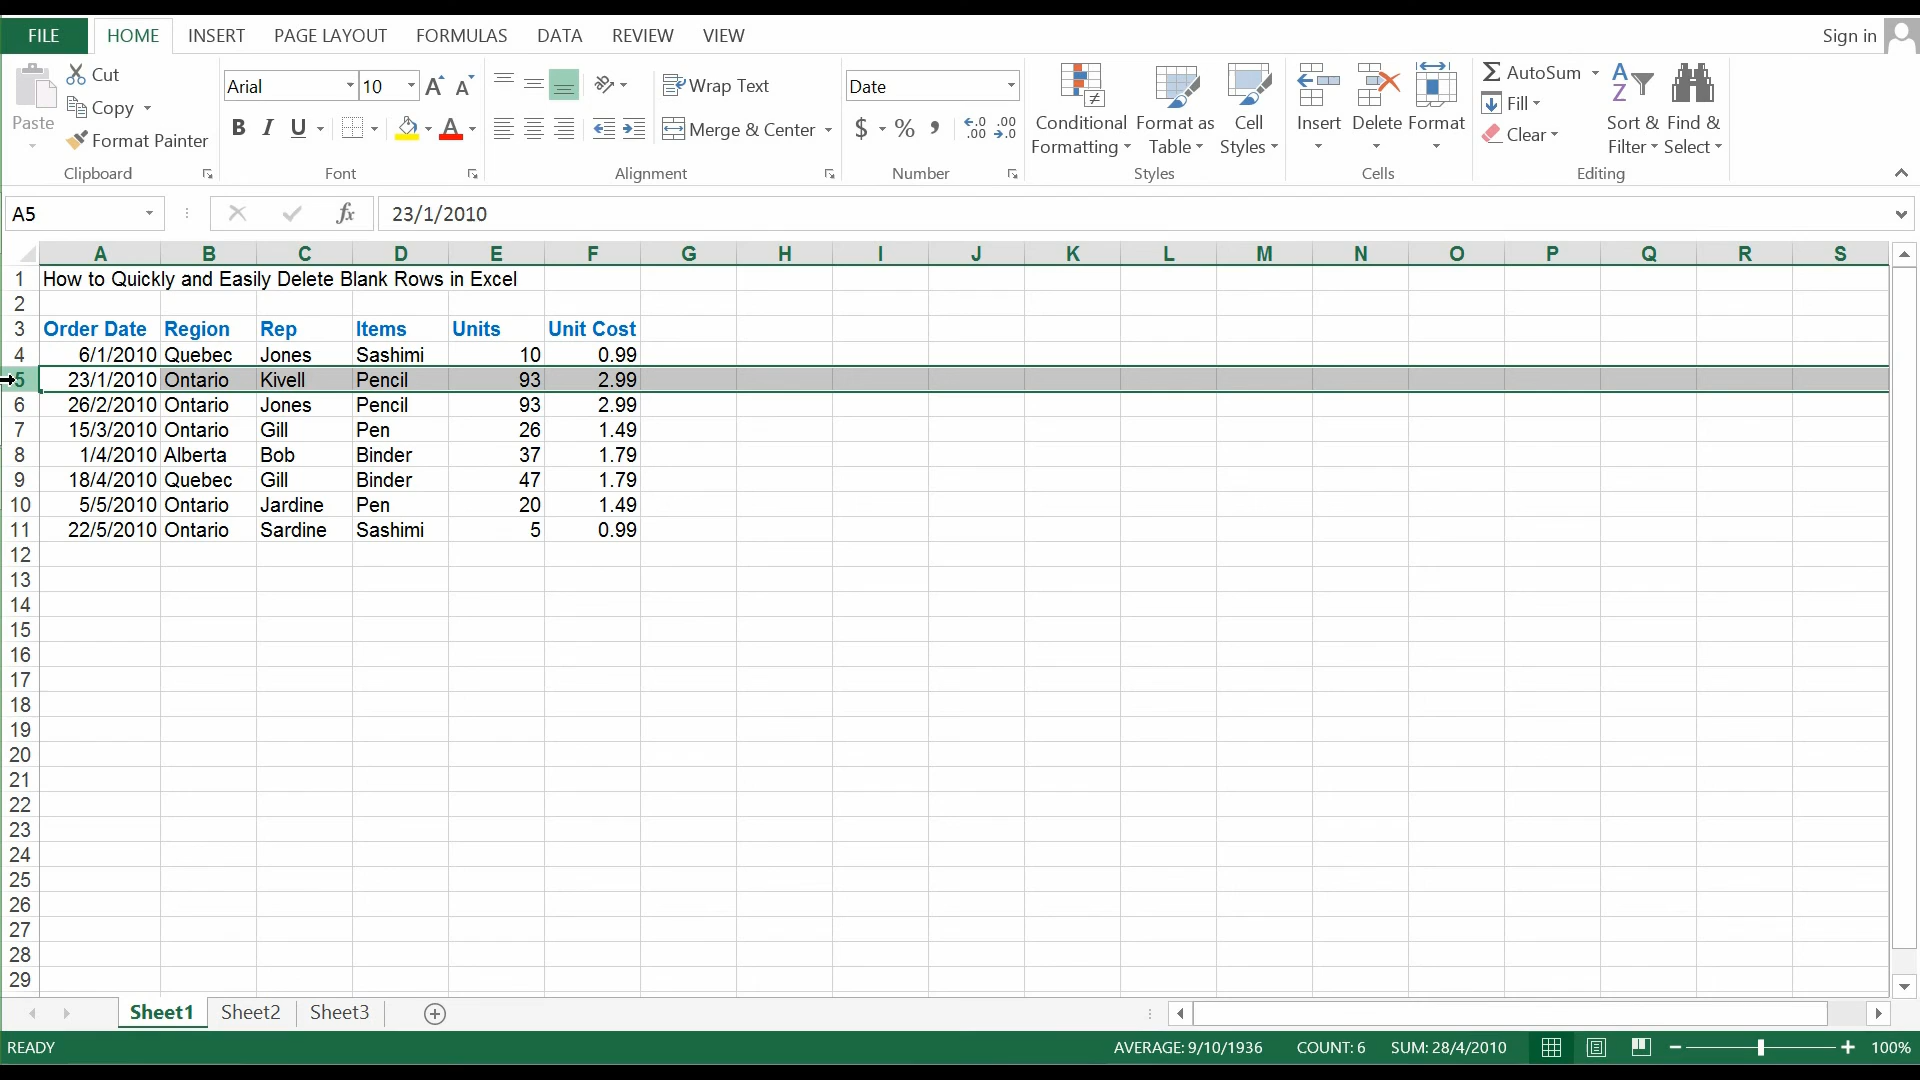 FILE HOME INSERT PAGE LAYOUT FORMULAS DATA REVIEW VIEW Sign in
Paste Cut Copy Format Painter Clipboard
Arial 10 B I U A Font
Wrap Text Merge & Center Alignment
Date $ % , .00 .0 .00 Number
Conditional Formatting Format as Table Cell Styles Styles
Insert Delete Format Cells
AutoSum Fill Clear Sort & Filter Find & Select Editing
A5 fx 23/1/2010
A B C D E F G H I J K L M N O P Q R S
1 How to Quickly and Easily Delete Blank Rows in Excel
2
3 Order Date Region Rep Items Units Unit Cost
4 6/1/2010 Quebec Jones Sashimi 10 0.99
5 23/1/2010 Ontario Kivell Pencil 93 2.99
6 26/2/2010 Ontario Jones Pencil 93 2.99
7 15/3/2010 Ontario Gill Pen 26 1.49
8 1/4/2010 Alberta Bob Binder 37 1.79
9 18/4/2010 Quebec Gill Binder 47 1.79
10 5/5/2010 Ontario Jardine Pen 20 1.49
11 22/5/2010 Ontario Sardine Sashimi 5 0.99
12
13
14
15
16
17
18
19
20
21
22
23
24
25
26
27
28
29
Sheet1 Sheet2 Sheet3
READY AVERAGE: 9/10/1936 COUNT: 6 SUM: 28/4/2010 100%